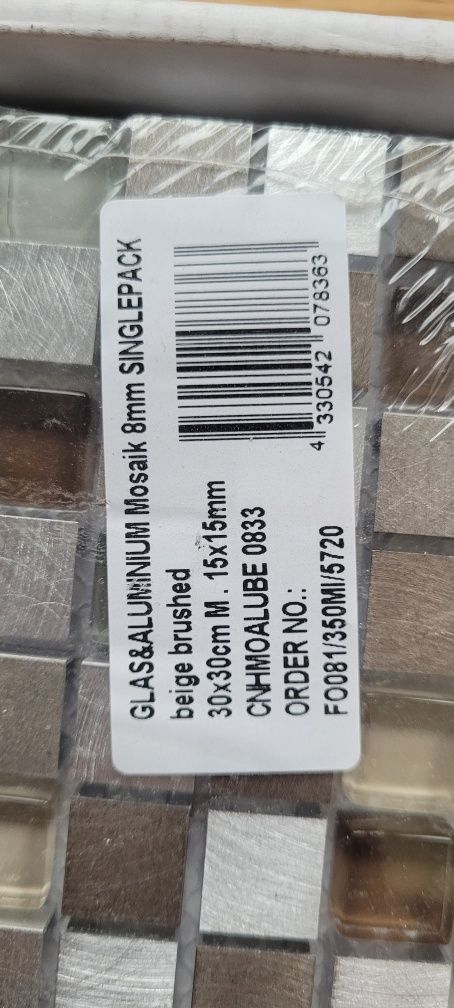 GLAS&ALUMINIUM Mosaik 8mm SINGLEPACK
beige brushed
30x30cm M . 15x15mm
CNHMOALUBE 0833
ORDER NO.:
FO081/350MI/5720
4 330542 078363